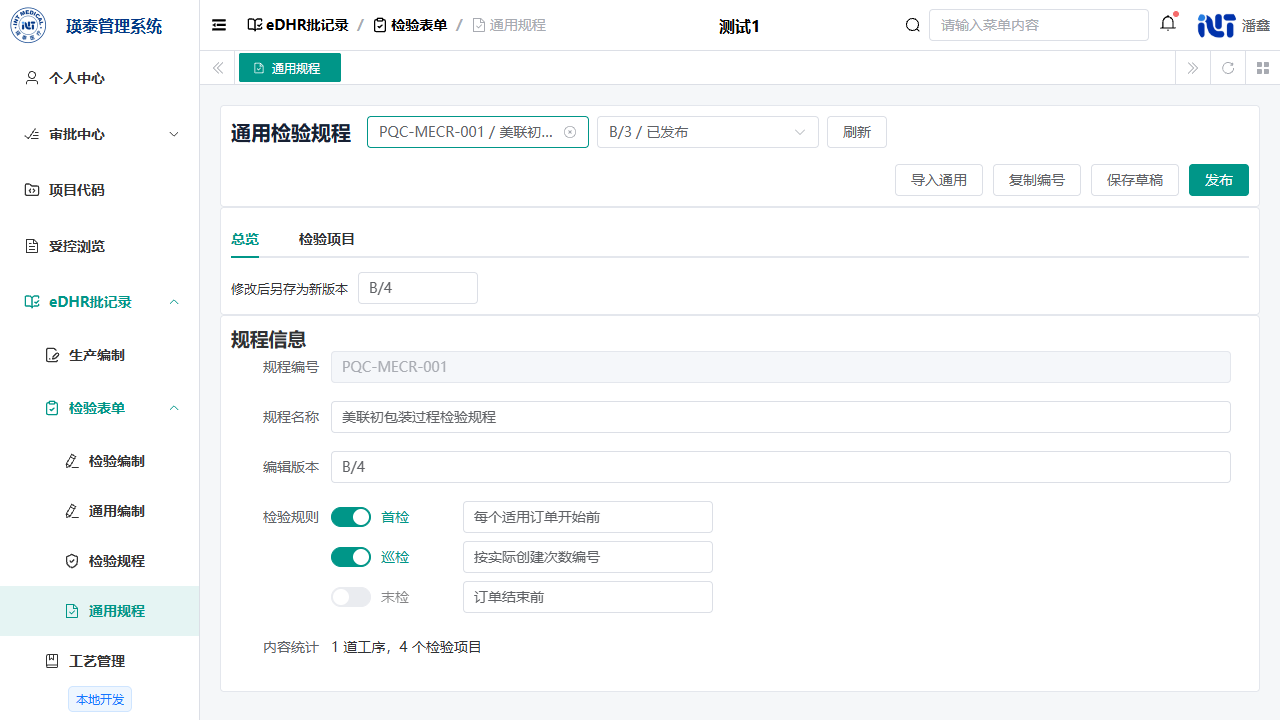 瑛泰管理系统
eDHR批记录 / 检验表单 / 通用规程
测试1
请输入菜单内容
潘鑫
通用规程
个人中心
审批中心
项目代码
受控浏览
eDHR批记录
生产编制
检验表单
检验编制
通用编制
检验规程
通用规程
工艺管理
本地开发
通用检验规程
PQC-MECR-001 / 美联初...
B/3 / 已发布
刷新
导入通用
复制编号
保存草稿
发布
总览
检验项目
修改后另存为新版本
B/4
规程信息
规程编号
PQC-MECR-001
规程名称
美联初包装过程检验规程
编辑版本
B/4
检验规则
首检
每个适用订单开始前
巡检
按实际创建次数编号
末检
订单结束前
内容统计
1 道工序，4 个检验项目